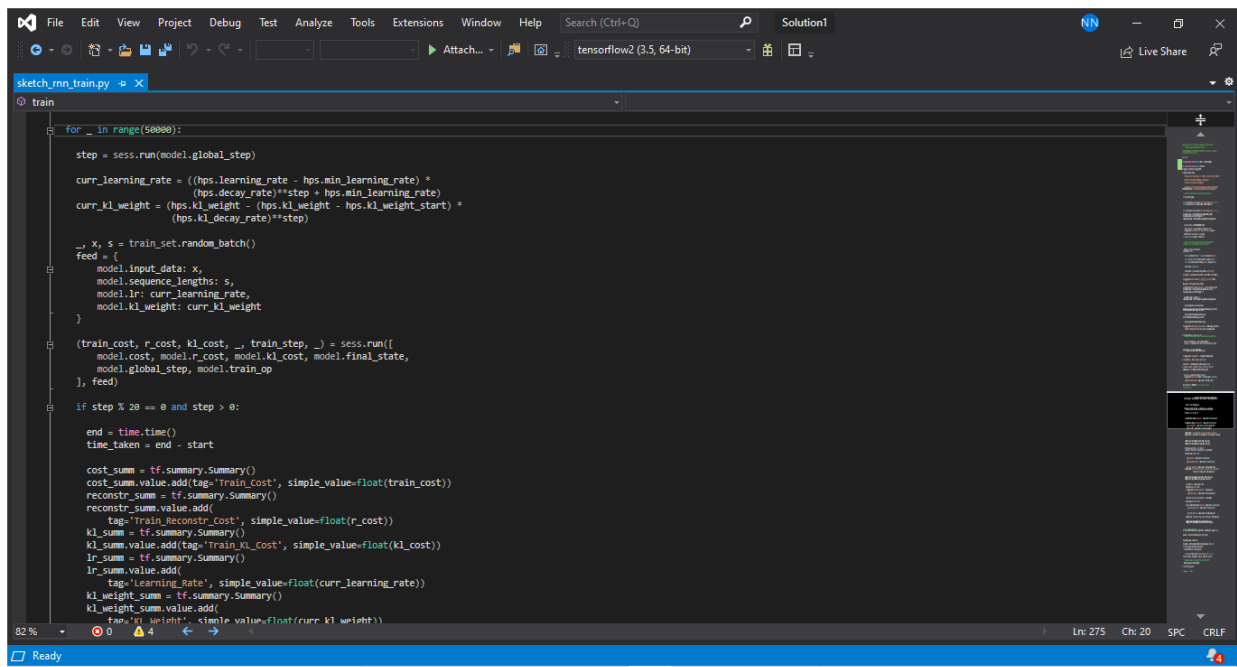 File Edit View Project Debug Test Analyze Tools Extensions Window Help Search (Ctrl+Q) Solution1 NN
Attach... tensorflow2 (3.5, 64-bit) Live Share
sketch_rnn_train.py
train
for _ in range(50000):
step = sess.run(model.global_step)
curr_learning_rate = ((hps.learning_rate - hps.min_learning_rate) *
(hps.decay_rate)**step + hps.min_learning_rate)
curr_kl_weight = (hps.kl_weight - (hps.kl_weight - hps.kl_weight_start) *
(hps.kl_decay_rate)**step)
_, x, s = train_set.random_batch()
feed = {
model.input_data: x,
model.sequence_lengths: s,
model.lr: curr_learning_rate,
model.kl_weight: curr_kl_weight
}
(train_cost, r_cost, kl_cost, _, train_step, _) = sess.run([
model.cost, model.r_cost, model.kl_cost, model.final_state,
model.global_step, model.train_op
], feed)
if step % 20 == 0 and step > 0:
end = time.time()
time_taken = end - start
cost_summ = tf.summary.Summary()
cost_summ.value.add(tag='Train_Cost', simple_value=float(train_cost))
reconstr_summ = tf.summary.Summary()
reconstr_summ.value.add(
tag='Train_Reconstr_Cost', simple_value=float(r_cost))
kl_summ = tf.summary.Summary()
kl_summ.value.add(tag='Train_KL_Cost', simple_value=float(kl_cost))
lr_summ = tf.summary.Summary()
lr_summ.value.add(
tag='Learning_Rate', simple_value=float(curr_learning_rate))
kl_weight_summ = tf.summary.Summary()
kl_weight_summ.value.add(
tag='KL_Weight', simple_value=float(curr_kl_weight))
82 % 0 4 Ln: 275 Ch: 20 SPC CRLF
Ready 4